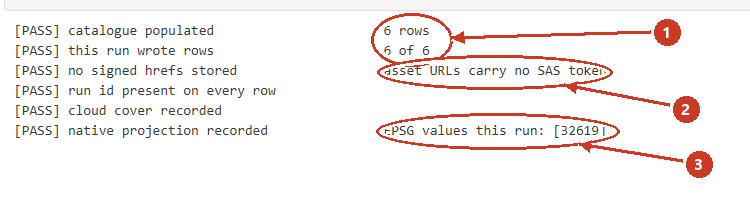 [PASS] catalogue populated 6 rows 1
[PASS] this run wrote rows 6 of 6
[PASS] no signed hrefs stored asset URLs carry no SAS token
[PASS] run id present on every row 2
[PASS] cloud cover recorded
[PASS] native projection recorded EPSG values this run: [32619]
3